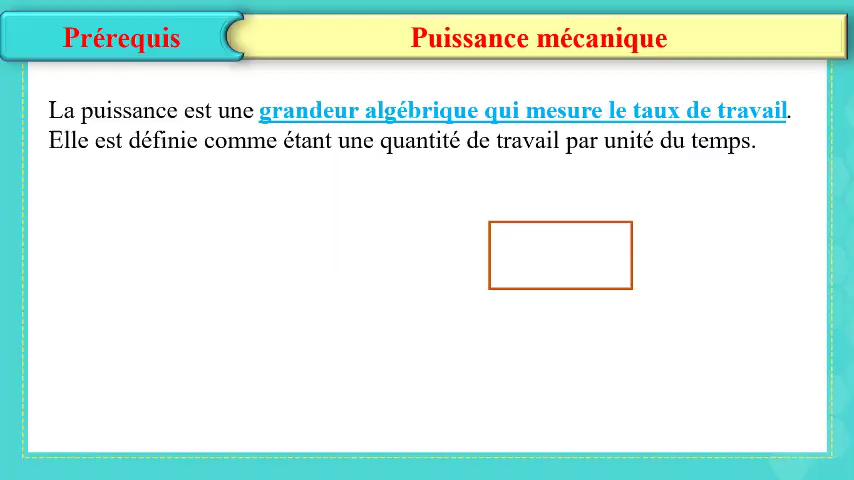 Prérequis
Puissance mécanique
La puissance est une grandeur algébrique qui mesure le taux de travail.
Elle est définie comme étant une quantité de travail par unité du temps.